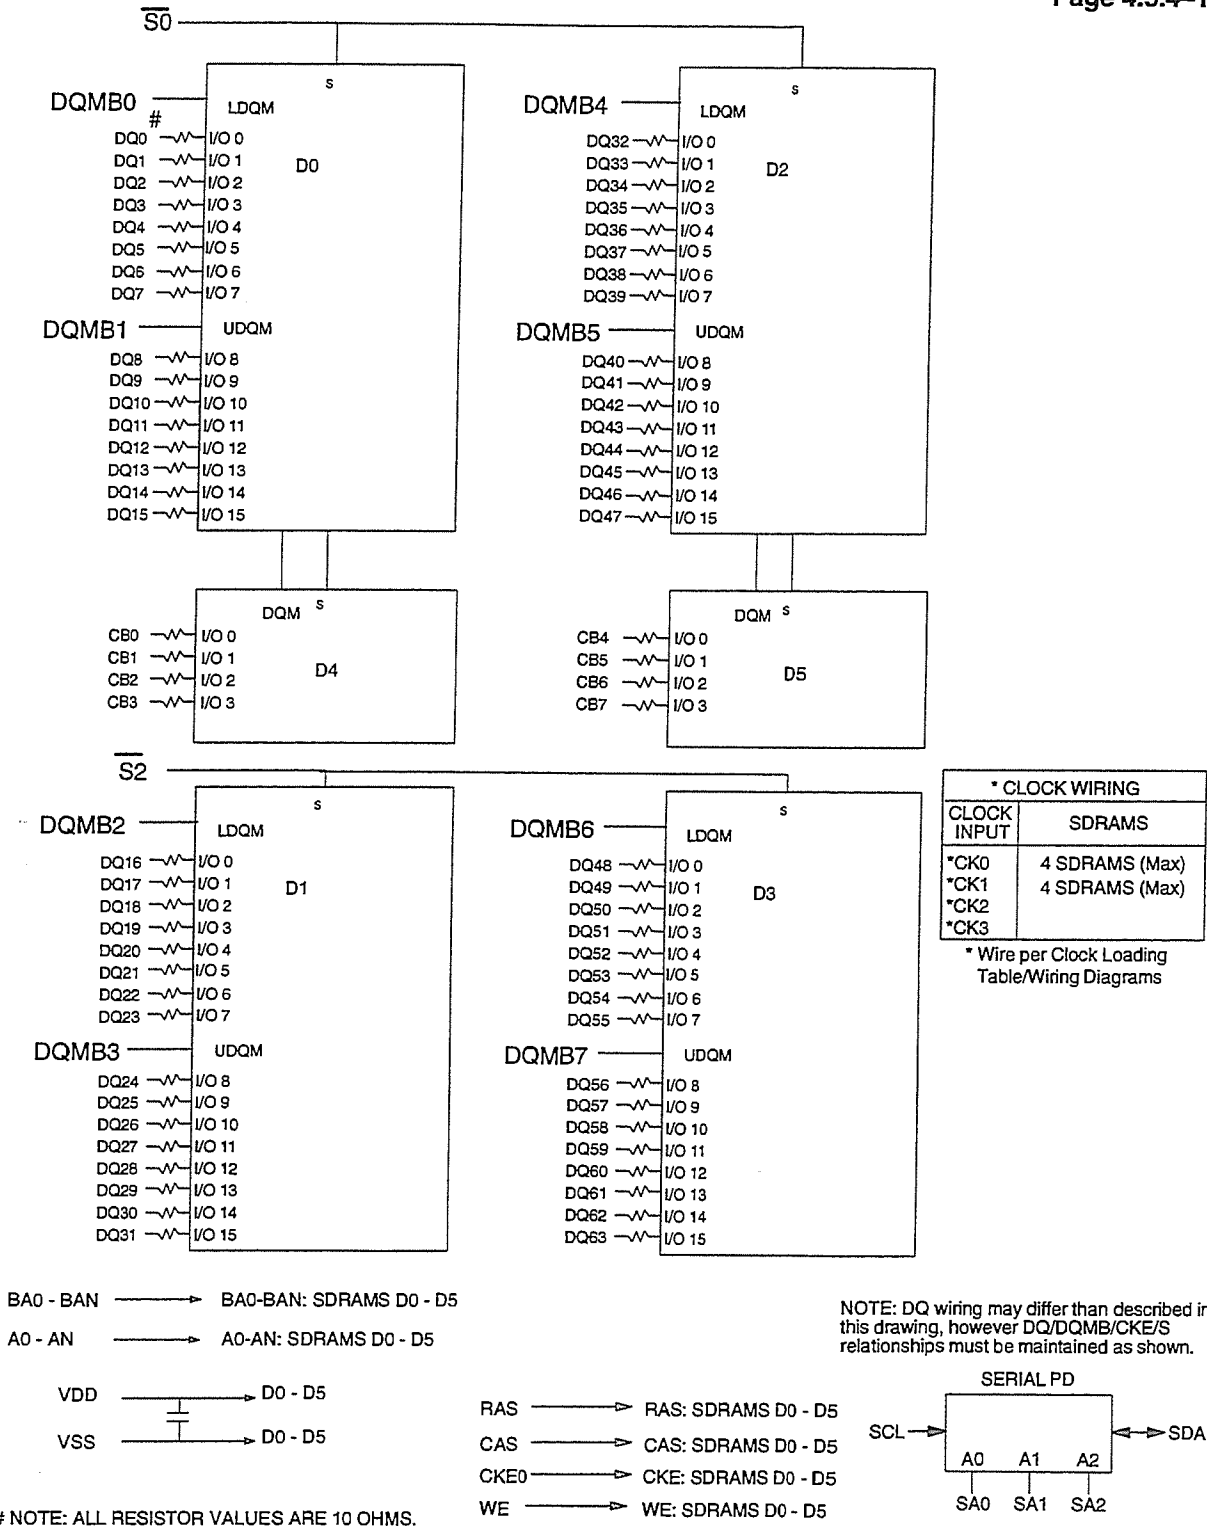 Page 4.5.4–1
S0
S
DQMB0
LDQM
#
DQ0 I/O 0
DQ1 I/O 1
D0
DQ2 I/O 2
DQ3 I/O 3
DQ4 I/O 4
DQ5 I/O 5
DQ6 I/O 6
DQ7 I/O 7
DQMB1
UDQM
DQ8 I/O 8
DQ9 I/O 9
DQ10 I/O 10
DQ11 I/O 11
DQ12 I/O 12
DQ13 I/O 13
DQ14 I/O 14
DQ15 I/O 15
S
DQMB4
LDQM
DQ32 I/O 0
DQ33 I/O 1
D2
DQ34 I/O 2
DQ35 I/O 3
DQ36 I/O 4
DQ37 I/O 5
DQ38 I/O 6
DQ39 I/O 7
DQMB5
UDQM
DQ40 I/O 8
DQ41 I/O 9
DQ42 I/O 10
DQ43 I/O 11
DQ44 I/O 12
DQ45 I/O 13
DQ46 I/O 14
DQ47 I/O 15
DQM S
CB0 I/O 0
CB1 I/O 1
D4
CB2 I/O 2
CB3 I/O 3
DQM S
CB4 I/O 0
CB5 I/O 1
D5
CB6 I/O 2
CB7 I/O 3
S2
S
DQMB2
LDQM
DQ16 I/O 0
DQ17 I/O 1
D1
DQ18 I/O 2
DQ19 I/O 3
DQ20 I/O 4
DQ21 I/O 5
DQ22 I/O 6
DQ23 I/O 7
DQMB3
UDQM
DQ24 I/O 8
DQ25 I/O 9
DQ26 I/O 10
DQ27 I/O 11
DQ28 I/O 12
DQ29 I/O 13
DQ30 I/O 14
DQ31 I/O 15
S
DQMB6
LDQM
DQ48 I/O 0
DQ49 I/O 1
D3
DQ50 I/O 2
DQ51 I/O 3
DQ52 I/O 4
DQ53 I/O 5
DQ54 I/O 6
DQ55 I/O 7
DQMB7
UDQM
DQ56 I/O 8
DQ57 I/O 9
DQ58 I/O 10
DQ59 I/O 11
DQ60 I/O 12
DQ61 I/O 13
DQ62 I/O 14
DQ63 I/O 15
* CLOCK WIRING
CLOCK INPUT
SDRAMS
*CK0 4 SDRAMS (Max)
*CK1 4 SDRAMS (Max)
*CK2
*CK3
* Wire per Clock Loading
Table/Wiring Diagrams
BA0 - BAN BA0-BAN: SDRAMS D0 - D5
A0 - AN A0-AN: SDRAMS D0 - D5
VDD D0 - D5
VSS D0 - D5
RAS RAS: SDRAMS D0 - D5
CAS CAS: SDRAMS D0 - D5
CKE0 CKE: SDRAMS D0 - D5
WE WE: SDRAMS D0 - D5
NOTE: DQ wiring may differ than described in
this drawing, however DQ/DQMB/CKE/S
relationships must be maintained as shown.
SERIAL PD
SCL SDA
A0 A1 A2
SA0 SA1 SA2
# NOTE: ALL RESISTOR VALUES ARE 10 OHMS.